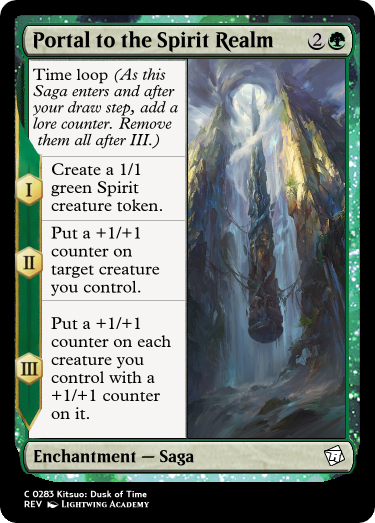 Portal to the Spirit Realm 2
Time loop (As this
Saga enters and after
your draw step, add a
lore counter. Remove
them all after III.)
I
Create a 1/1
green Spirit
creature token.
II
Put a +1/+1
counter on
target creature
you control.
III
Put a +1/+1
counter on each
creature you
control with a
+1/+1 counter
on it.
Enchantment — Saga
C 0283 Kitsuo: Dusk of Time
REV Lightwing Academy